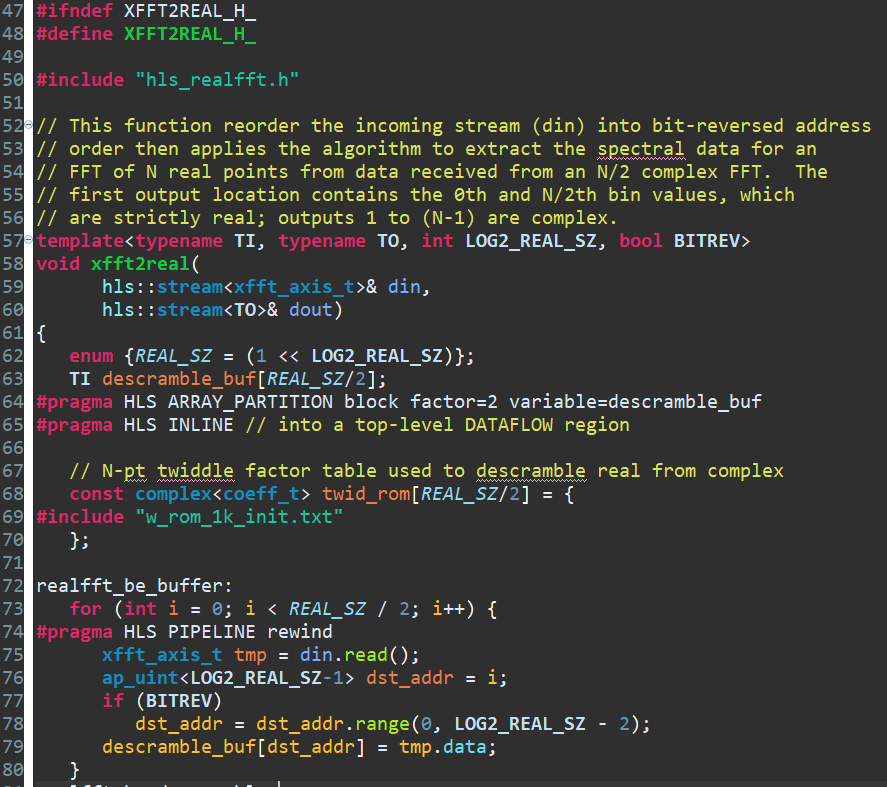 47 #ifndef XFFT2REAL_H_
48 #define XFFT2REAL_H_
49
50 #include "hls_realfft.h"
51
52 // This function reorder the incoming stream (din) into bit-reversed address
53 // order then applies the algorithm to extract the spectral data for an
54 // FFT of N real points from data received from an N/2 complex FFT.  The
55 // first output location contains the 0th and N/2th bin values, which
56 // are strictly real; outputs 1 to (N-1) are complex.
57 template<typename TI, typename TO, int LOG2_REAL_SZ, bool BITREV>
58 void xfft2real(
59       hls::stream<xfft_axis_t>& din,
60       hls::stream<TO>& dout)
61 {
62    enum {REAL_SZ = (1 << LOG2_REAL_SZ)};
63    TI descramble_buf[REAL_SZ/2];
64 #pragma HLS ARRAY_PARTITION block factor=2 variable=descramble_buf
65 #pragma HLS INLINE // into a top-level DATAFLOW region
66
67    // N-pt twiddle factor table used to descramble real from complex
68    const complex<coeff_t> twid_rom[REAL_SZ/2] = {
69 #include "w_rom_1k_init.txt"
70    };
71
72 realfft_be_buffer:
73    for (int i = 0; i < REAL_SZ / 2; i++) {
74 #pragma HLS PIPELINE rewind
75       xfft_axis_t tmp = din.read();
76       ap_uint<LOG2_REAL_SZ-1> dst_addr = i;
77       if (BITREV)
78          dst_addr = dst_addr.range(0, LOG2_REAL_SZ - 2);
79       descramble_buf[dst_addr] = tmp.data;
80    }